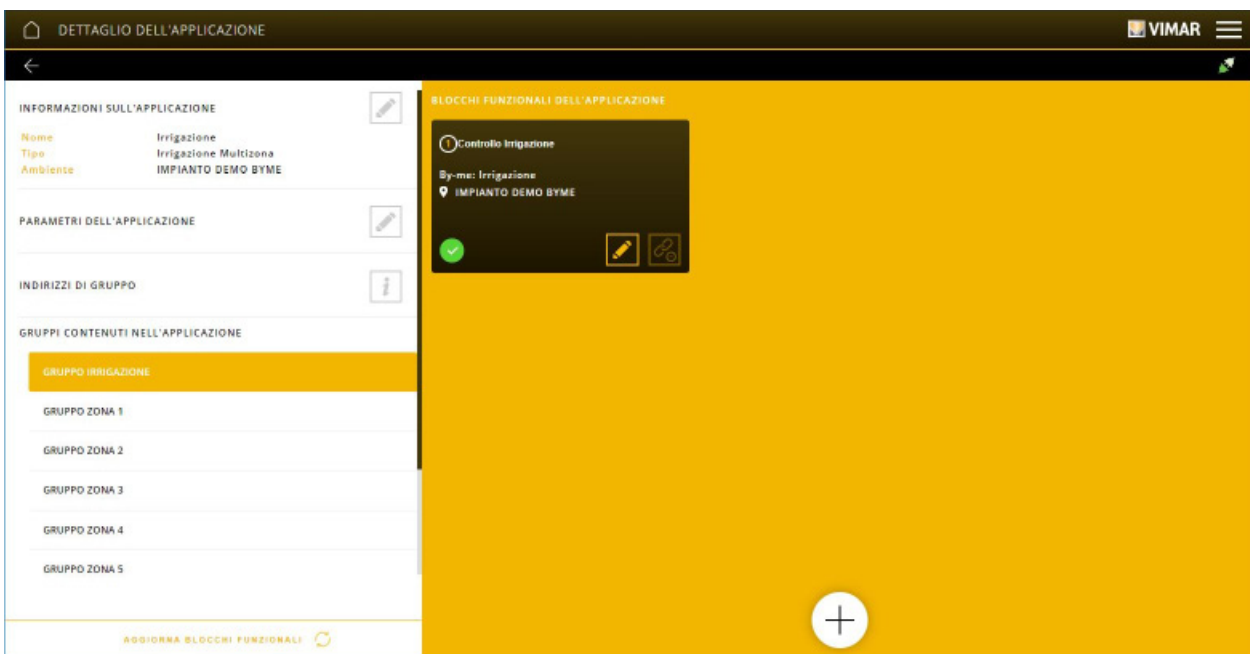 DETTAGLIO DELL'APPLICAZIONE
VIMAR
INFORMAZIONI SULL'APPLICAZIONE
Nome Irrigazione
Tipo Irrigazione Multizona
Ambiente IMPIANTO DEMO BYME
PARAMETRI DELL'APPLICAZIONE
INDIRIZZI DI GRUPPO
i
GRUPPI CONTENUTI NELL'APPLICAZIONE
GRUPPO IRRIGAZIONE
GRUPPO ZONA 1
GRUPPO ZONA 2
GRUPPO ZONA 3
GRUPPO ZONA 4
GRUPPO ZONA 5
AGGIORNA BLOCCHI FUNZIONALI
BLOCCHI FUNZIONALI DELL'APPLICAZIONE
1 Controllo Irrigazione
By-me: Irrigazione
IMPIANTO DEMO BYME